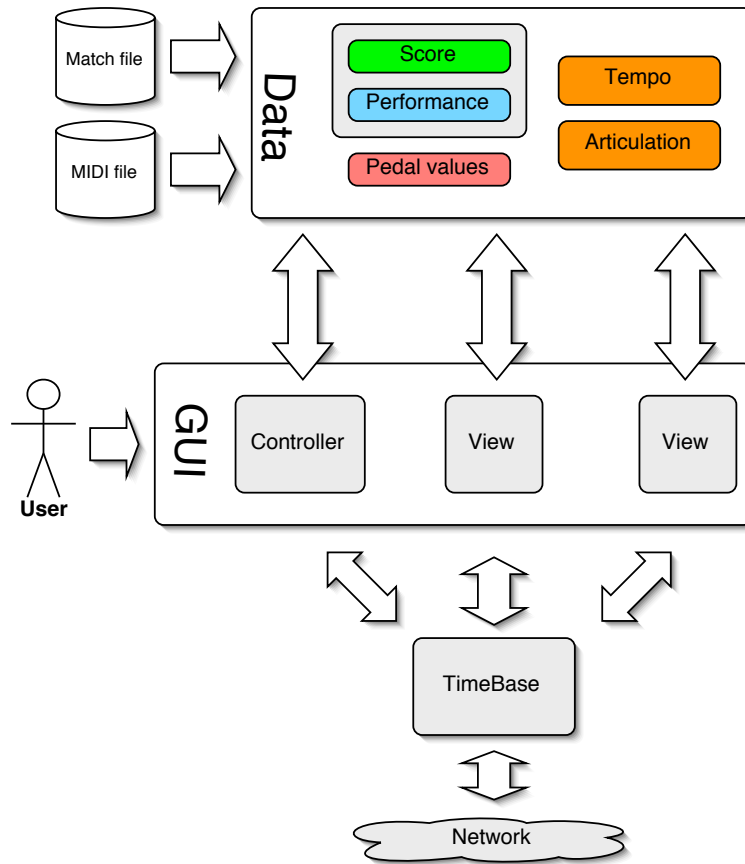 Match file
MIDI file
Data
Score
Performance
Pedal values
Tempo
Articulation
User
GUI
Controller
View
View
TimeBase
Network